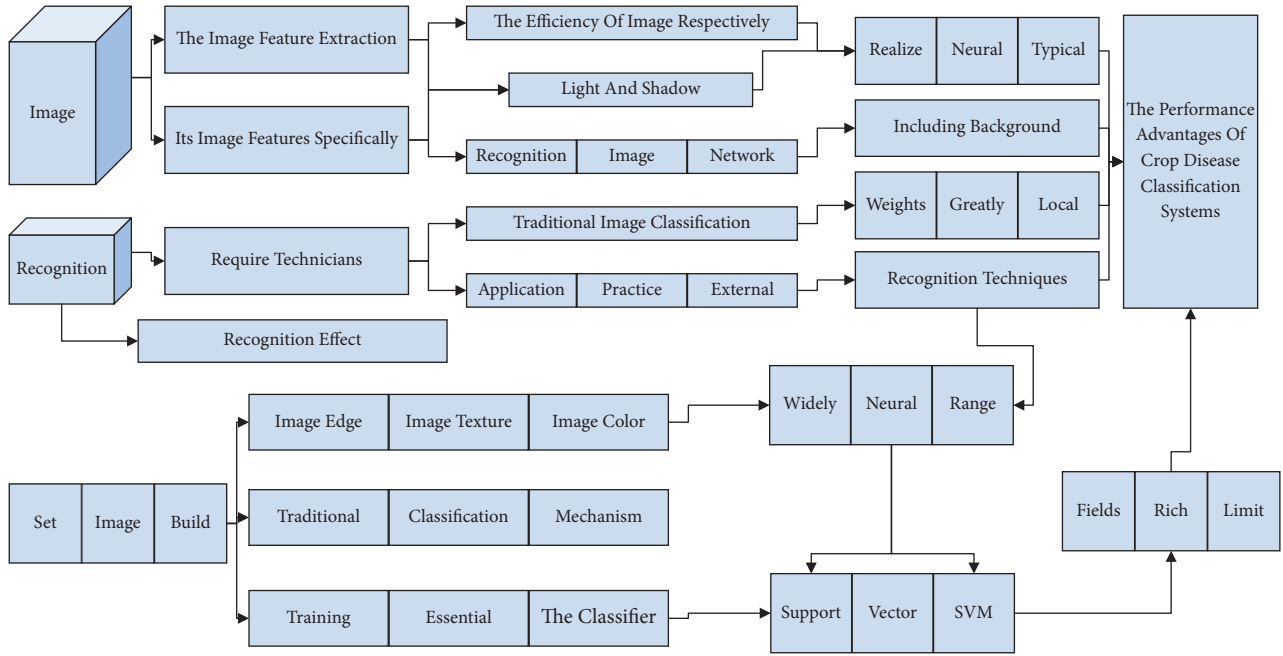 Image
The Image Feature Extraction
Its Image Features Specifically
The Efficiency Of Image Respectively
Light And Shadow
Recognition Image Network
Realize Neural Typical
Including Background
The Performance
Advantages Of
Crop Disease
Classification
Systems
Recognition
Require Technicians
Recognition Effect
Traditional Image Classification
Application Practice External
Weights Greatly Local
Recognition Techniques
Set Image Build
Image Edge Image Texture Image Color
Traditional Classification Mechanism
Training Essential The Classifier
Widely Neural Range
Support Vector SVM
Fields Rich Limit